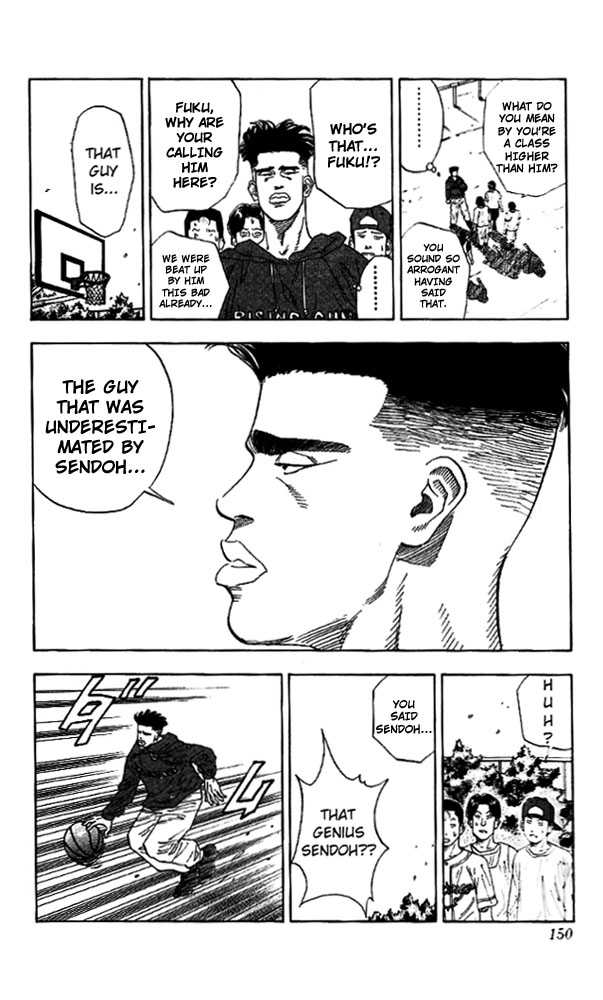 WHAT DO
YOU MEAN
BY YOU'RE
A CLASS
HIGHER
THAN HIM?
YOU
SOUND SO
ARROGANT
HAVING
SAID
THAT.
WHO'S
THAT...
FUKU!?
FUKU,
WHY ARE
YOUR
CALLING
HIM
HERE?
WE WERE
BEAT UP
BY HIM
THIS BAD
ALREADY...
THAT
GUY
IS...
THE GUY
THAT WAS
UNDERESTI-
MATED BY
SENDOH...
HUH?
YOU
SAID
SENDOH...
THAT
GENIUS
SENDOH??
150